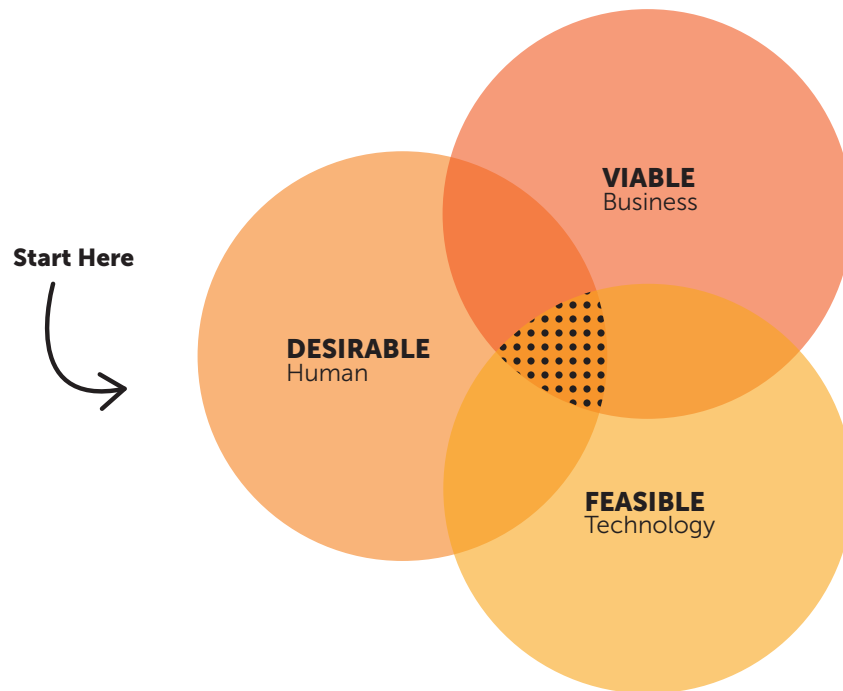 Start Here
DESIRABLE
Human
VIABLE
Business
FEASIBLE
Technology